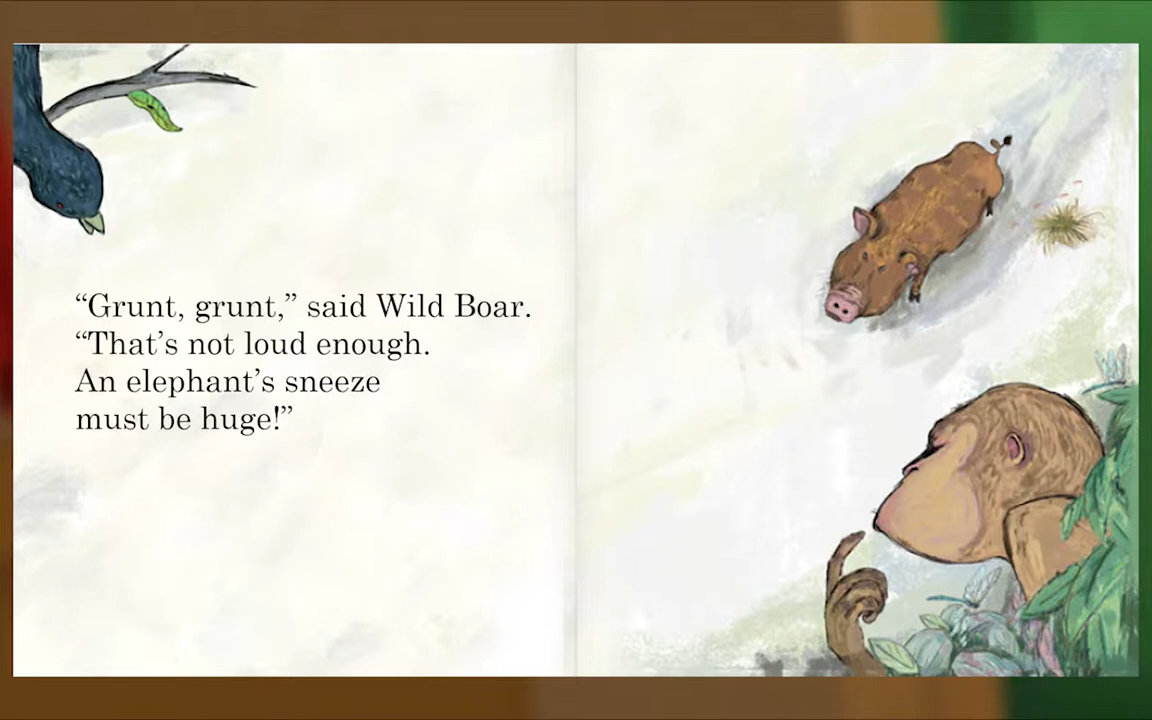 “Grunt, grunt,” said Wild Boar.
“That’s not loud enough.
An elephant’s sneeze
must be huge!”